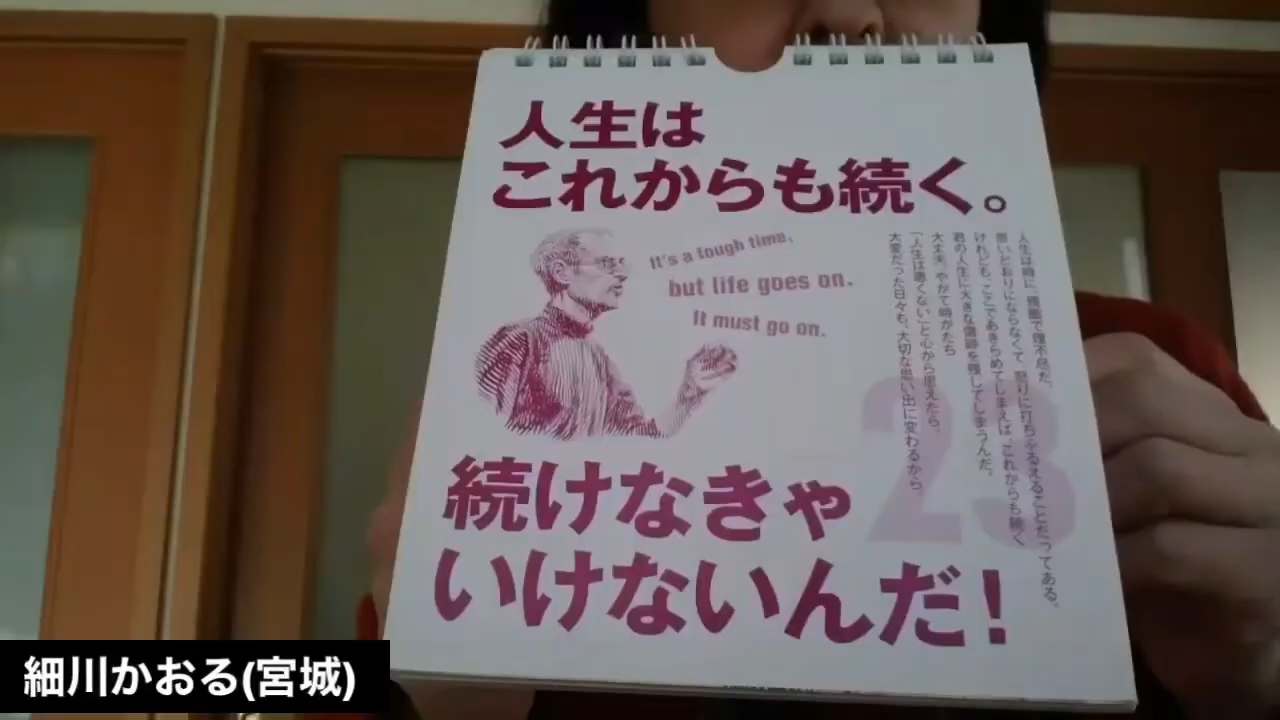 人生は
これからも続く。
It's a tough time,
but life goes on.
It must go on.
人生は時に、残酷で理不尽だ。
思いどおりにならなくて、怒りに打ちふるえることだってある。
けれども、ここであきらめてしまえば、これからも続く
君の人生に大きな傷跡を残してしまうんだ。
大丈夫。やがて時がたち
「人生は悪くない」と心から思えたら、
大変だった日々も、大切な思い出に変わるから。
23
続けなきゃ
いけないんだ!
細川かおる(宮城)